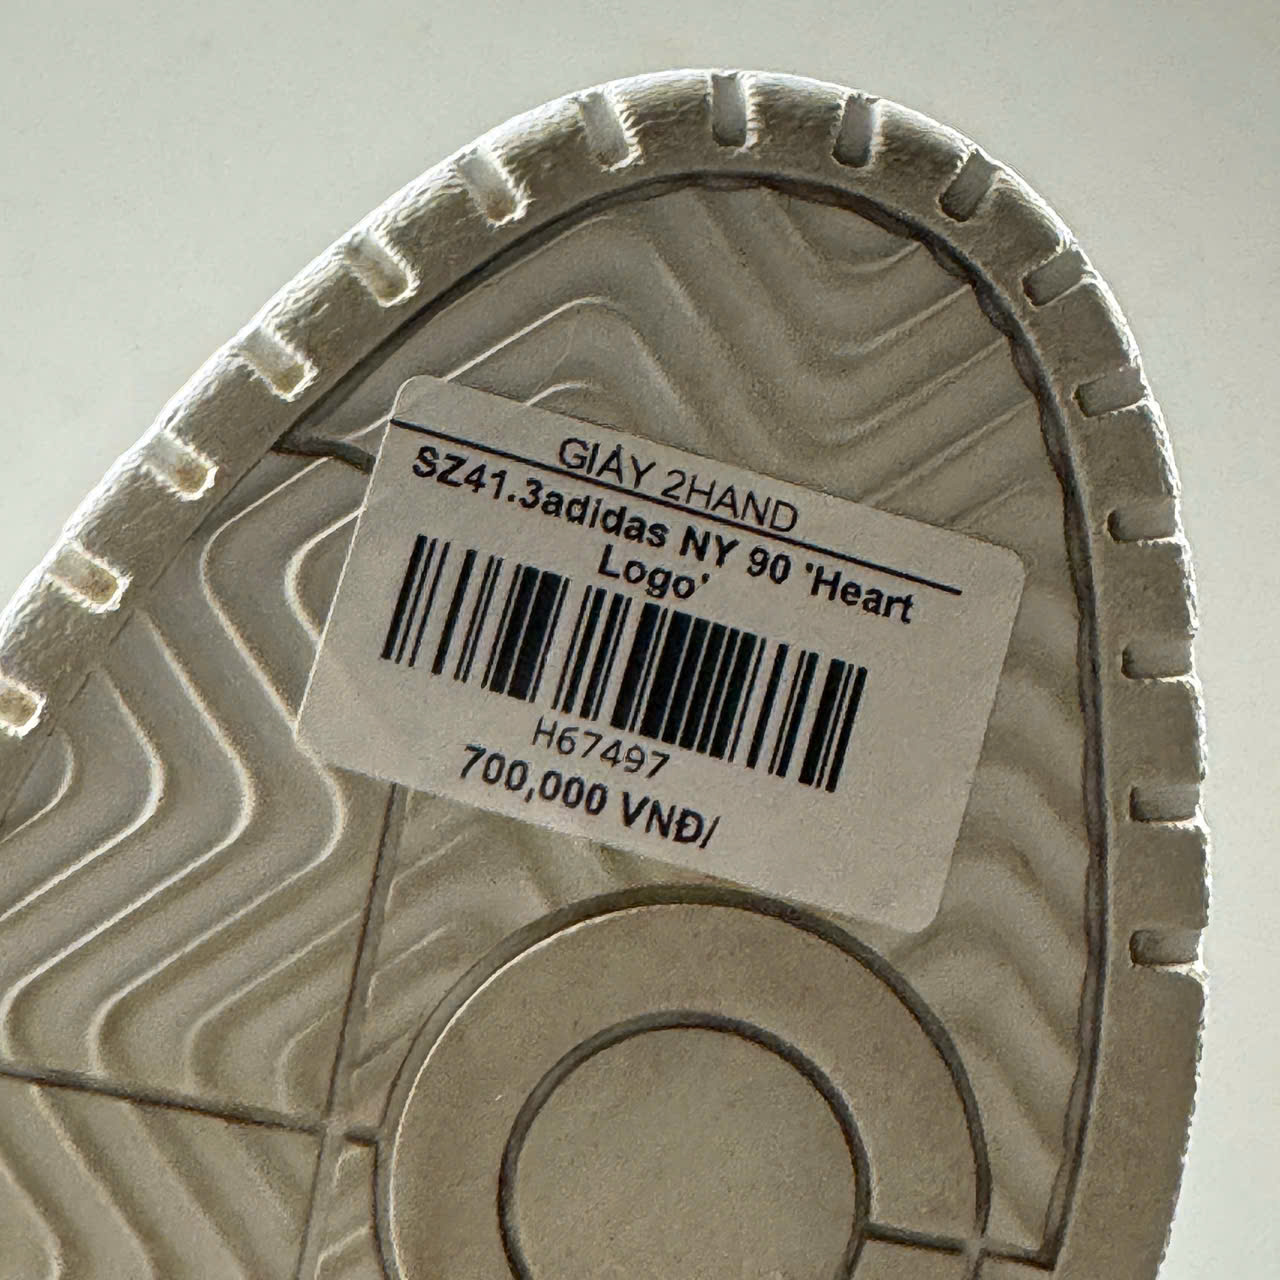 GIÀY 2HAND
SZ41.3adidas NY 90 'Heart
Logo'
H67497
700,000 VNĐ/